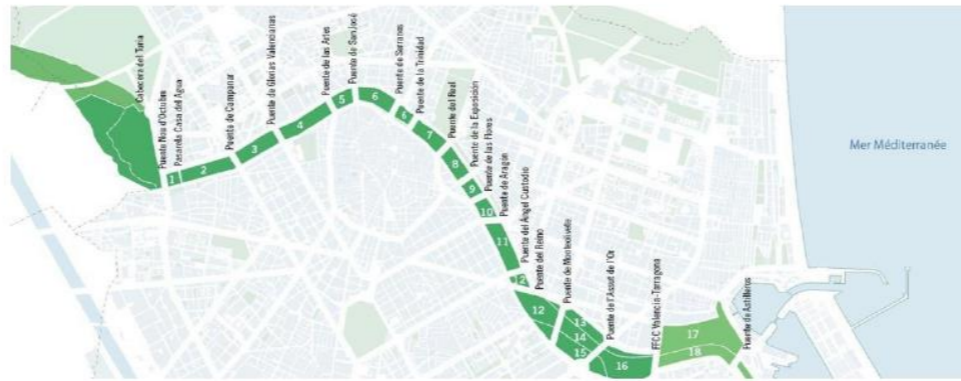 Cabecera del Turia
Puente Nou d'Octubre
Pasarela Casa del Agua
Puente de Campanar
Puente de Glorias Valencianas
Puente de las Artes
Puente de San José
Puente de Serranos
Puente de la Trinidad
Puente del Real
Puente de la Exposición
Puente de las Flores
Puente de Aragón
Puente del Ángel Custodio
Puente del Reino
Puente de Monteolivete
Puente de l'Assut de l'Or
FFCC Valencia-Tarragona
Puente de Astilleros
Mer Méditerranée
1
2
3
4
5
6
6
7
8
9
10
11
12
13
14
15
16
17
18